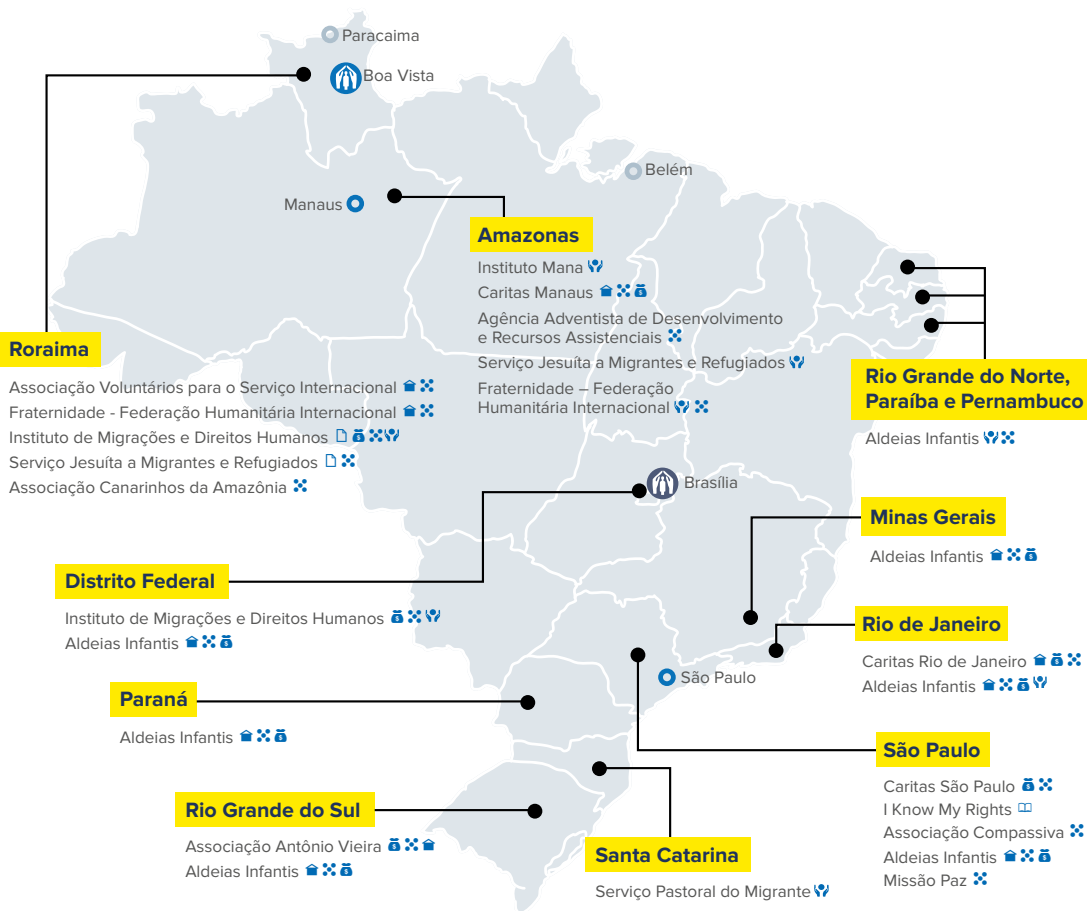 Paracaima
Boa Vista
Belém
Manaus
Amazonas
Instituto Mana
Caritas Manaus
Agência Adventista de Desenvolvimento
e Recursos Assistenciais
Serviço Jesuíta a Migrantes e Refugiados
Fraternidade – Federação
Humanitária Internacional
Roraima
Associação Voluntários para o Serviço Internacional
Fraternidade - Federação Humanitária Internacional
Instituto de Migrações e Direitos Humanos
Serviço Jesuíta a Migrantes e Refugiados
Associação Canarinhos da Amazônia
Rio Grande do Norte,
Paraíba e Pernambuco
Aldeias Infantis
Brasília
Minas Gerais
Aldeias Infantis
Distrito Federal
Instituto de Migrações e Direitos Humanos
Aldeias Infantis
Rio de Janeiro
Caritas Rio de Janeiro
Aldeias Infantis
São Paulo
Paraná
Aldeias Infantis
São Paulo
Caritas São Paulo
I Know My Rights
Associação Compassiva
Aldeias Infantis
Missão Paz
Rio Grande do Sul
Associação Antônio Vieira
Aldeias Infantis
Santa Catarina
Serviço Pastoral do Migrante